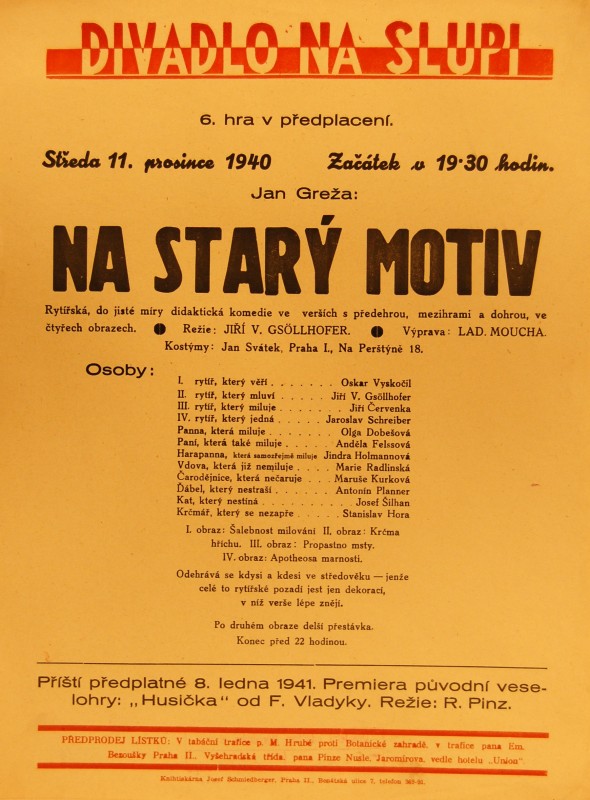 DIVADLO NA SLUPI
6. hra v předplacení.
Středa 11. prosince 1940 Začátek v 19·30 hodin.
Jan Greža:
NA STARÝ MOTIV
Rytířská, do jisté míry didaktická komedie ve verších s předehrou, mezihrami a dohrou, ve
čtyřech obrazech. Režie: JIŘÍ V. GSÖLLHOFER. Výprava: LAD. MOUCHA.
Kostýmy: Jan Svátek, Praha I., Na Perštýně 18.
Osoby:
I. rytíř, který věří . . . . . . . Oskar Vyskočil
II. rytíř, který mluví . . . . . Jiří V. Gsöllhofer
III. rytíř, který miluje . . . . . . . Jiří Červenka
IV. rytíř, který jedná . . . . . Jaroslav Schreiber
Panna, která miluje . . . . . . . Olga Dobešová
Paní, která také miluje . . . . . Anděla Felssová
Harapanna, která samozřejmě miluje Jindra Holmannová
Vdova, která již nemiluje . . . Marie Radlinská
Čarodějnice, která nečaruje . . . Maruše Kurková
Ďábel, který nestraší . . . . . . Antonín Planner
Kat, který nestíná . . . . . . . . . . Josef Šilhan
Krčmář, který se nezapře . . . . . Stanislav Hora
I. obraz: Šalebnost milování II. obraz: Krčma
hříchu. III. obraz: Propastno msty.
IV. obraz: Apotheosa marnosti.
Odehrává se kdysi a kdesi ve středověku — jenže
celé to rytířské pozadí jest jen dekorací,
v níž verše lépe znějí.
Po druhém obraze delší přestávka.
Konec před 22 hodinou.
Příští předplatné 8. ledna 1941. Premiera původní vese-
lohry: „Husička" od F. Vladyky. Režie: R. Pinz.
PŘEDPRODEJ LÍSTKŮ: V tabáční trafice p. M. Hrubé proti Botanické zahradě, v trafice pana Em.
Bezoušky Praha II., Vyšehradská třída, pana Pinze Nusle, Jaromírova, vedle hotelu „Union".
Knihtiskárna Josef Schmiedberger, Praha II., telefon